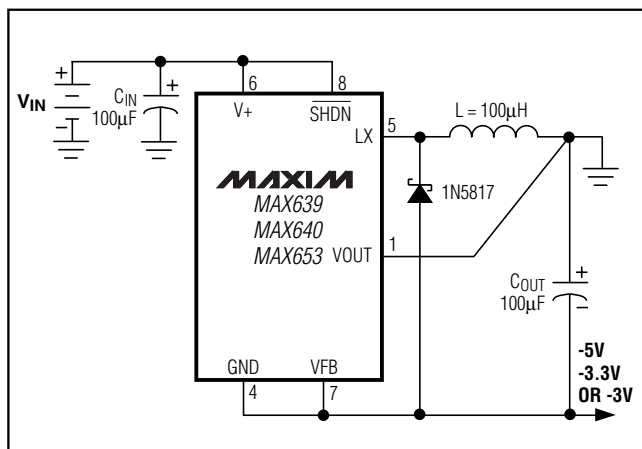 +
VIN
−
CIN
100µF
+
6
V+
8
SHDN
LX
5
L = 100µH
MAXIM
MAX639
MAX640
MAX653
VOUT
1
1N5817
COUT
100µF
+
−
GND
4
VFB
7
-5V
-3.3V
OR -3V